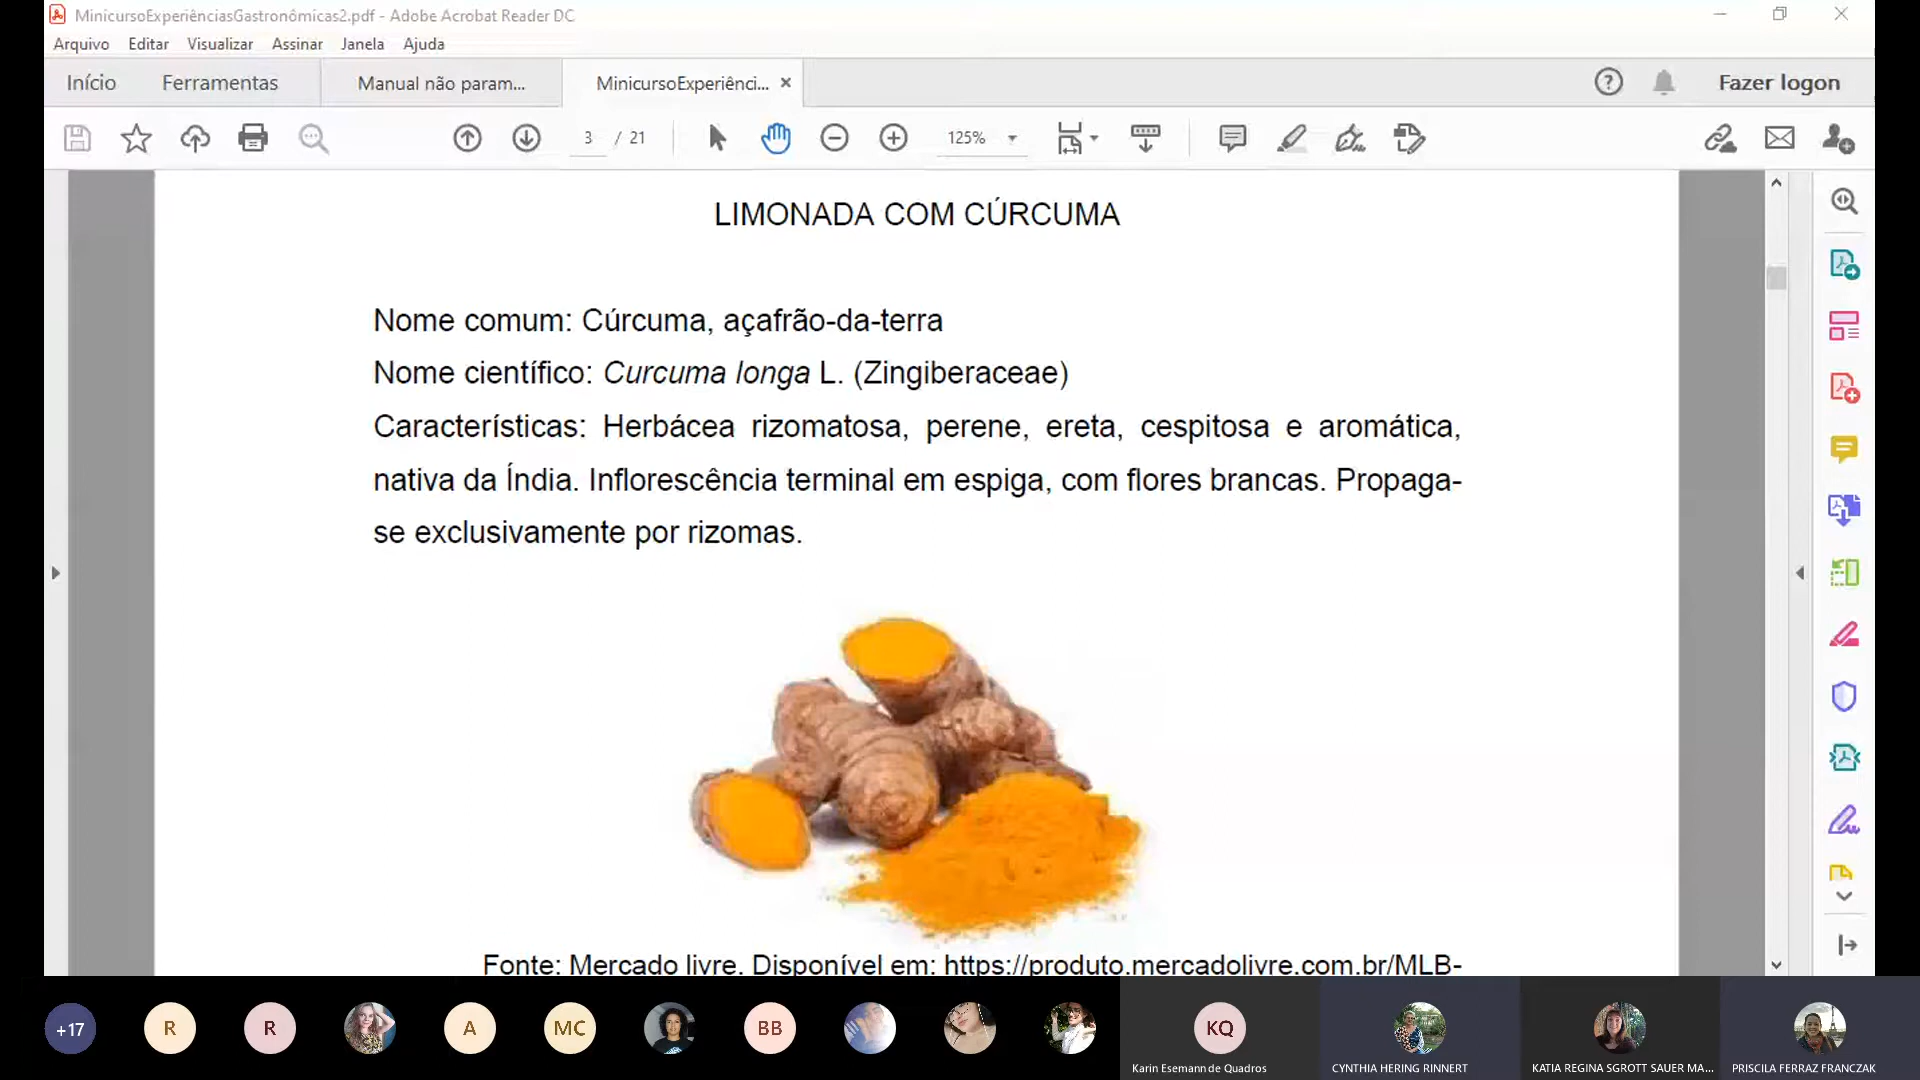 MinicursoExperiênciasGastronômicas2.pdf - Adobe Acrobat Reader DC
Arquivo Editar Visualizar Assinar Janela Ajuda
Início Ferramentas Manual não param... MinicursoExperiênci... Fazer logon
3 / 21 125%
LIMONADA COM CÚRCUMA
Nome comum: Cúrcuma, açafrão-da-terra
Nome científico: Curcuma longa L. (Zingiberaceae)
Características: Herbácea rizomatosa, perene, ereta, cespitosa e aromática,
nativa da Índia. Inflorescência terminal em espiga, com flores brancas. Propaga-
se exclusivamente por rizomas.
Fonte: Mercado livre. Disponível em: https://produto.mercadolivre.com.br/MLB-
+17 R R A MC BB KQ
Karin Esemann de Quadros CYNTHIA HERING RINNERT KATIA REGINA SGROTT SAUER MA... PRISCILA FERRAZ FRANCZAK